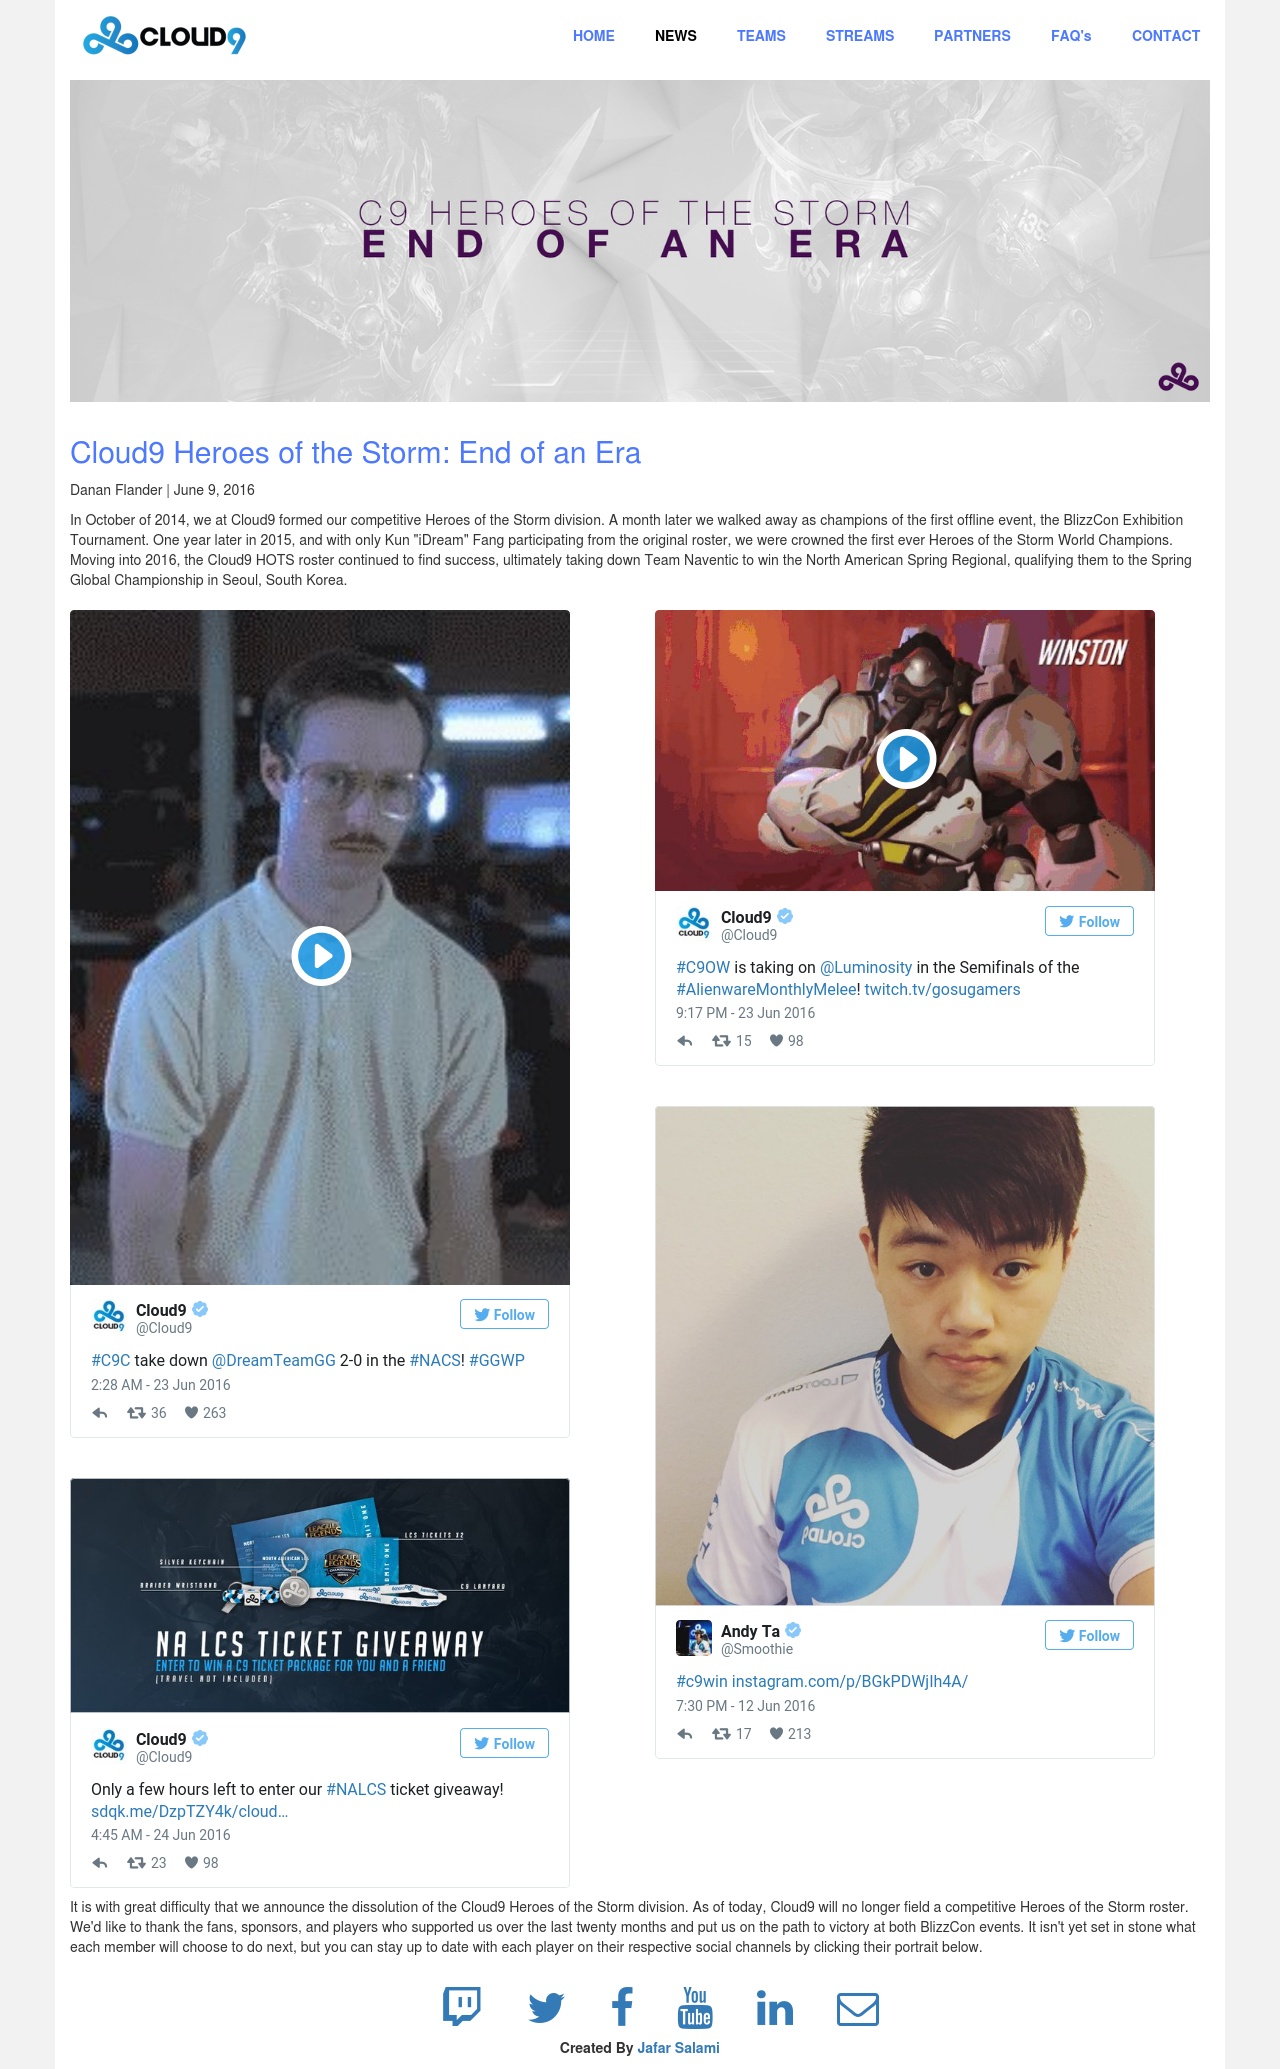 CLOUD9
HOME NEWS TEAMS STREAMS PARTNERS FAQ's CONTACT
C9 HEROES OF THE STORM
END OF AN ERA
Cloud9 Heroes of the Storm: End of an Era
Danan Flander | June 9, 2016
In October of 2014, we at Cloud9 formed our competitive Heroes of the Storm division. A month later we walked away as champions of the first offline event, the BlizzCon Exhibition
Tournament. One year later in 2015, and with only Kun "iDream" Fang participating from the original roster, we were crowned the first ever Heroes of the Storm World Champions.
Moving into 2016, the Cloud9 HOTS roster continued to find success, ultimately taking down Team Naventic to win the North American Spring Regional, qualifying them to the Spring
Global Championship in Seoul, South Korea.
Cloud9
@Cloud9
Follow
#C9C take down @DreamTeamGG 2-0 in the #NACS! #GGWP
2:28 AM - 23 Jun 2016
36 263
LCS TICKETS X2
SILVER KEYCHAIN
BRAIDED WRISTBAND
C9 LANYARD
LEAGUE OF LEGENDS
NA LCS TICKET GIVEAWAY
ENTER TO WIN A C9 TICKET PACKAGE FOR YOU AND A FRIEND
[TRAVEL NOT INCLUDED]
Cloud9
@Cloud9
Follow
Only a few hours left to enter our #NALCS ticket giveaway!
sdqk.me/DzpTZY4k/cloud…
4:45 AM - 24 Jun 2016
23 98
WINSTON
Cloud9
@Cloud9
Follow
#C9OW is taking on @Luminosity in the Semifinals of the
#AlienwareMonthlyMelee! twitch.tv/gosugamers
9:17 PM - 23 Jun 2016
15 98
LOOTCRATE
CLOUD9
Andy Ta
@Smoothie
Follow
#c9win instagram.com/p/BGkPDWjIh4A/
7:30 PM - 12 Jun 2016
17 213
It is with great difficulty that we announce the dissolution of the Cloud9 Heroes of the Storm division. As of today, Cloud9 will no longer field a competitive Heroes of the Storm roster.
We'd like to thank the fans, sponsors, and players who supported us over the last twenty months and put us on the path to victory at both BlizzCon events. It isn't yet set in stone what
each member will choose to do next, but you can stay up to date with each player on their respective social channels by clicking their portrait below.
You
Tube
in
Created By Jafar Salami